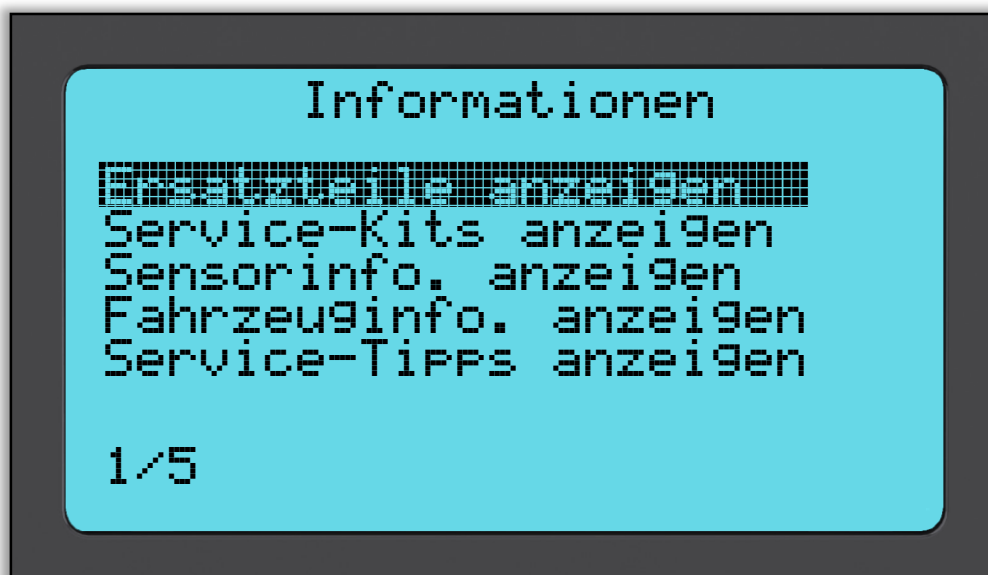 Informationen
Ersatzteile anzeigen
Service-Kits anzeigen
Sensorinfo. anzeigen
Fahrzeuginfo. anzeigen
Service-Tipps anzeigen
1/5